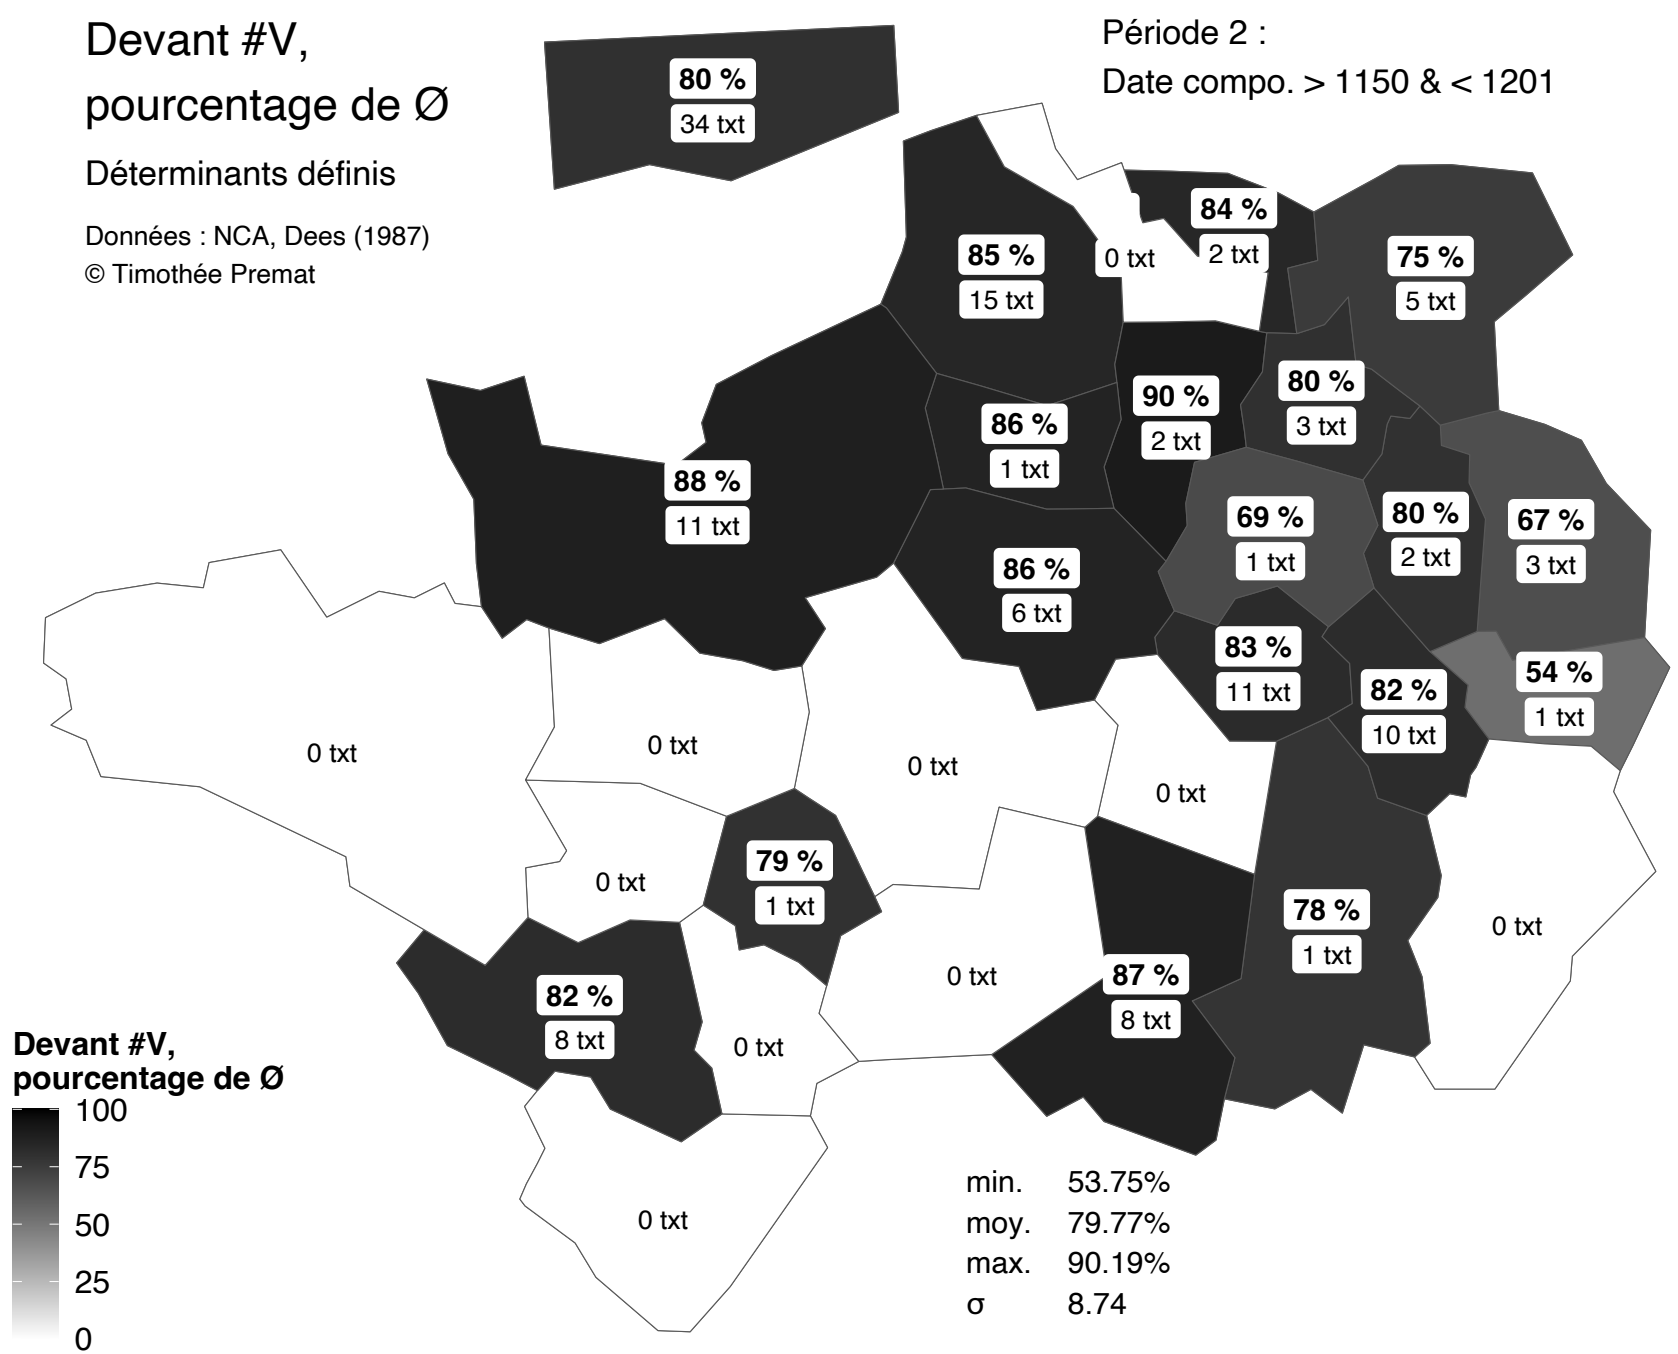 Devant #V,
pourcentage de Ø
Déterminants définis
Données : NCA, Dees (1987)
© Timothée Premat
Période 2 :
Date compo. > 1150 & < 1201
80 %
34 txt
84 %
2 txt
85 %
15 txt
0 txt
75 %
5 txt
80 %
3 txt
90 %
2 txt
86 %
1 txt
88 %
11 txt
69 %
1 txt
80 %
2 txt
67 %
3 txt
86 %
6 txt
83 %
11 txt
82 %
10 txt
54 %
1 txt
0 txt
0 txt
0 txt
0 txt
79 %
1 txt
0 txt
78 %
1 txt
0 txt
87 %
8 txt
0 txt
82 %
8 txt
0 txt
0 txt
Devant #V,
pourcentage de Ø
100
75
50
25
0
min. 53.75%
moy. 79.77%
max. 90.19%
σ 8.74